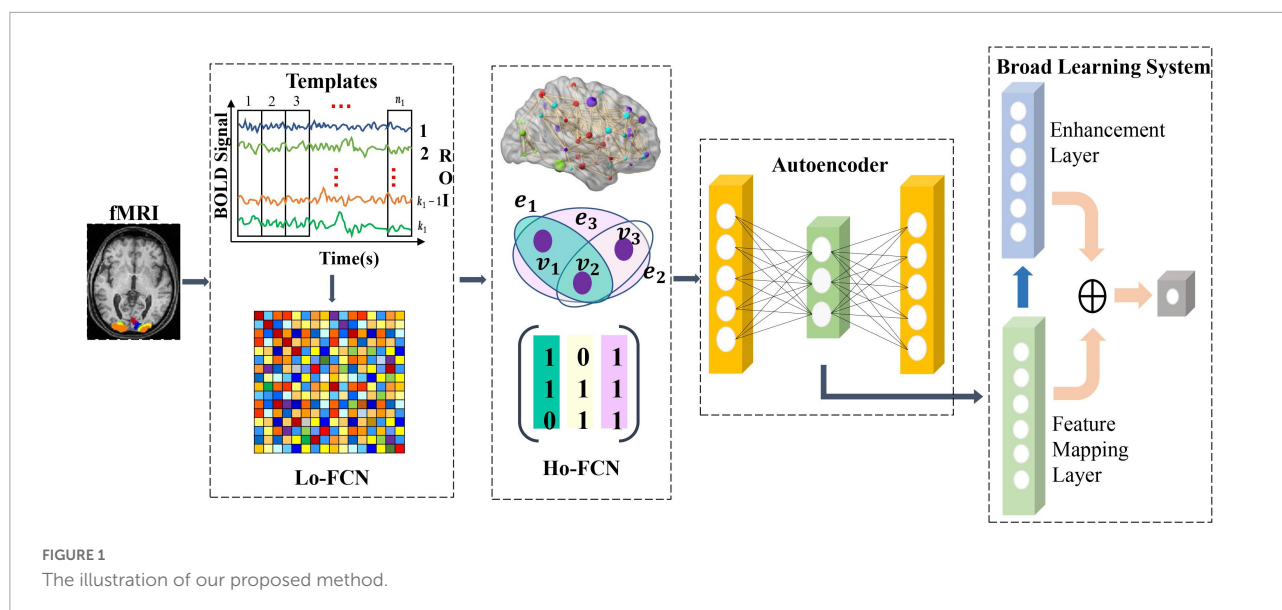 fMRI
Templates
BOLD Signal
1 2 3 ... n₁
1
2
R
O
I
k₁-1
k₁
Time(s)
Lo-FCN
e₁
e₃
v₃
v₁
v₂
e₂
1 0 1
1 1 1
0 1 1
Ho-FCN
Autoencoder
Broad Learning System
Enhancement
Layer
Feature
Mapping
Layer
FIGURE 1
The illustration of our proposed method.